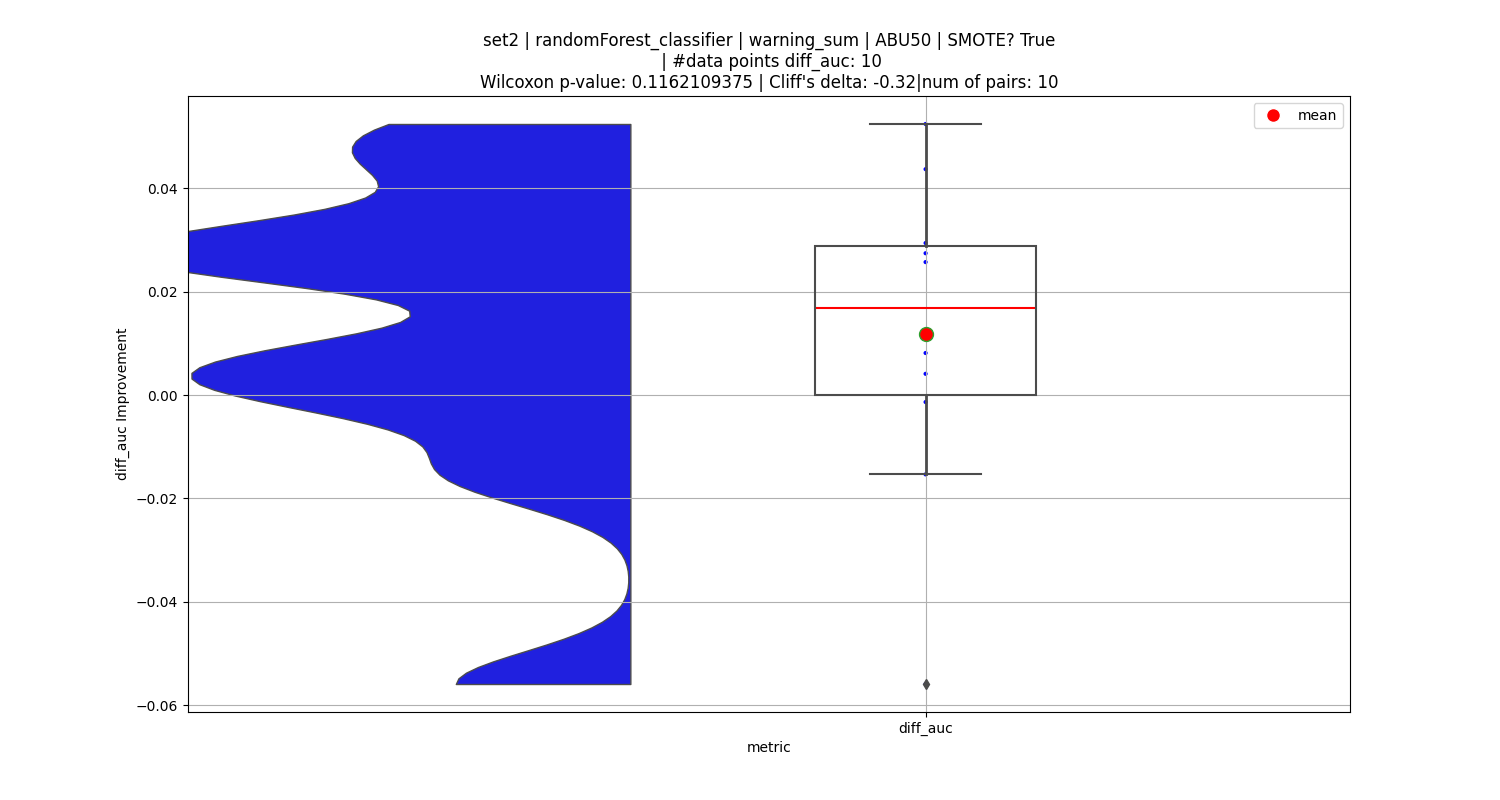 set2 | randomForest_classifier | warning_sum | ABU50 | SMOTE? True
| #data points diff_auc: 10
Wilcoxon p-value: 0.1162109375 | Cliff's delta: -0.32|num of pairs: 10
mean
0.04
0.02
0.00
−0.02
−0.04
−0.06
diff_auc Improvement
diff_auc
metric